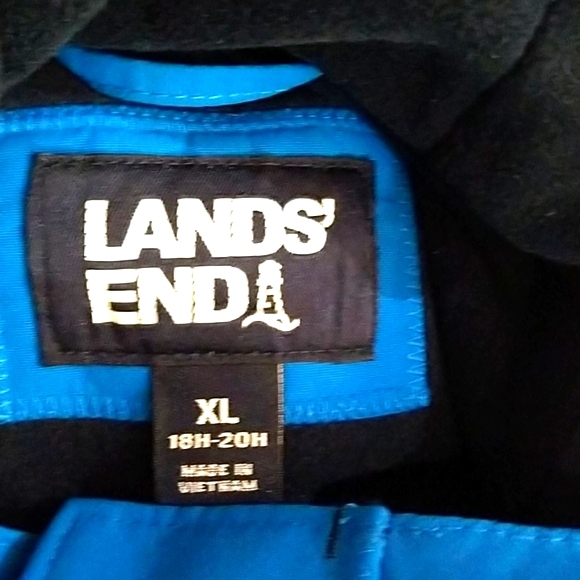 LANDS'
END
XL
18H-20H
MADE IN
VIETNAM